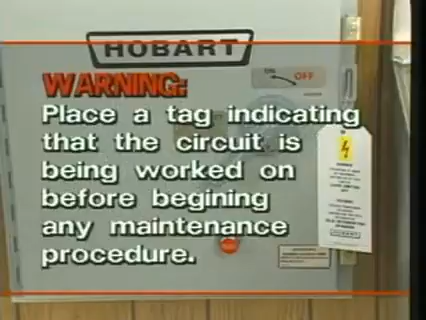 HOBART
WARNING:
ON OFF
Place a tag indicating
that the circuit is
being worked on
before begining
any maintenance
procedure.
HOBART